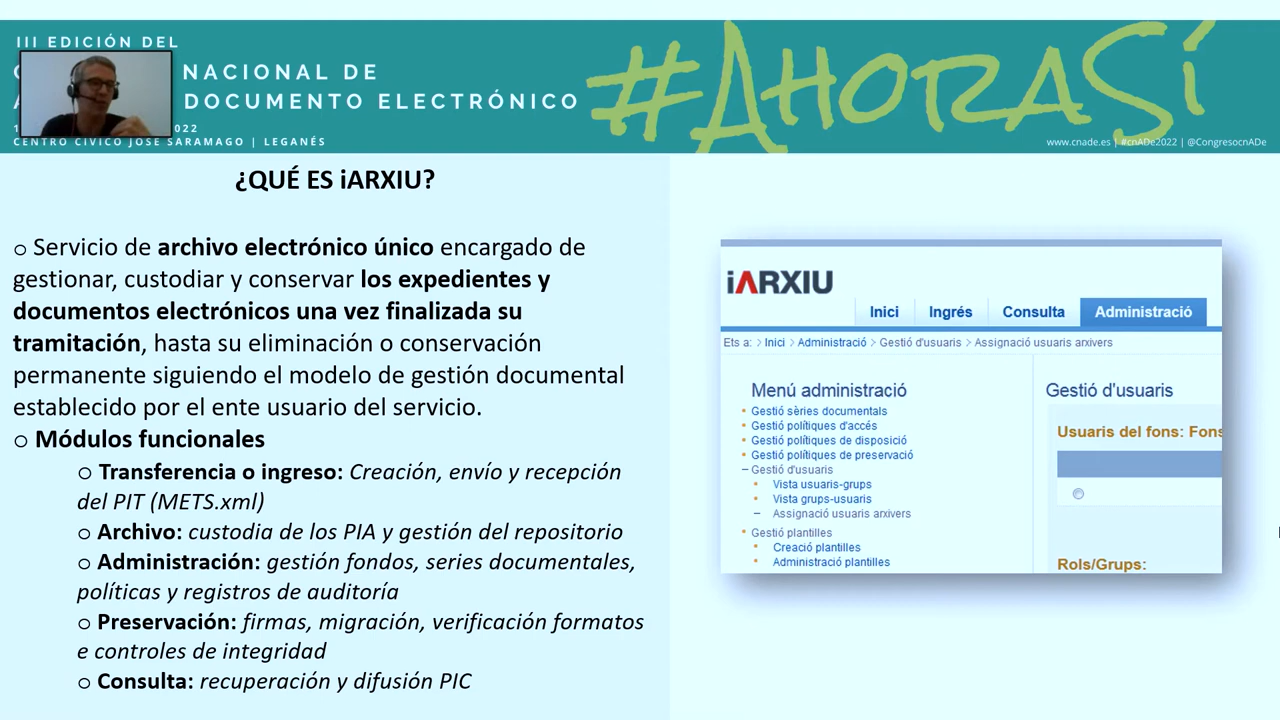 III EDICIÓN DEL
NACIONAL DE
DOCUMENTO ELECTRÓNICO
2022
CENTRO CÍVICO JOSÉ SARAMAGO | LEGANÉS
#AHORASÍ
www.cnade.es | #cnADe2022 | @CongresocnADe
¿QUÉ ES iARXIU?
o Servicio de archivo electrónico único encargado de
gestionar, custodiar y conservar los expedientes y
documentos electrónicos una vez finalizada su
tramitación, hasta su eliminación o conservación
permanente siguiendo el modelo de gestión documental
establecido por el ente usuario del servicio.
o Módulos funcionales
o Transferencia o ingreso: Creación, envío y recepción
del PIT (METS.xml)
o Archivo: custodia de los PIA y gestión del repositorio
o Administración: gestión fondos, series documentales,
políticas y registros de auditoría
o Preservación: firmas, migración, verificación formatos
e controles de integridad
o Consulta: recuperación y difusión PIC
iARXIU
Inici Ingrés Consulta Administració
Ets a: > Inici > Administració > Gestió d'usuaris > Assignació usuaris arxivers
Menú administració
Gestió sèries documentals
Gestió polítiques d'accés
Gestió polítiques de disposició
Gestió polítiques de preservació
Gestió d'usuaris
Vista usuaris-grups
Vista grups-usuaris
Assignació usuaris arxivers
Gestió plantilles
Creació plantilles
Administració plantilles
Gestió d'usuaris
Usuaris del fons: Fons
Rols/Grups: